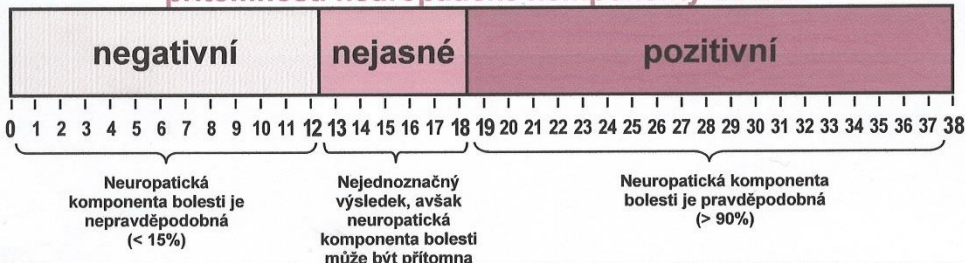 přítomnosti neuropatické komponenty
negativní nejasné pozitivní
0 1 2 3 4 5 6 7 8 9 10 11 12 13 14 15 16 17 18 19 20 21 22 23 24 25 26 27 28 29 30 31 32 33 34 35 36 37 38
Neuropatická
komponenta bolesti je
nepravděpodobná
(< 15%)
Nejednoznačný
výsledek, avšak
neuropatická
komponenta bolesti
může být přítomna
Neuropatická komponenta
bolesti je pravděpodobná
(> 90%)